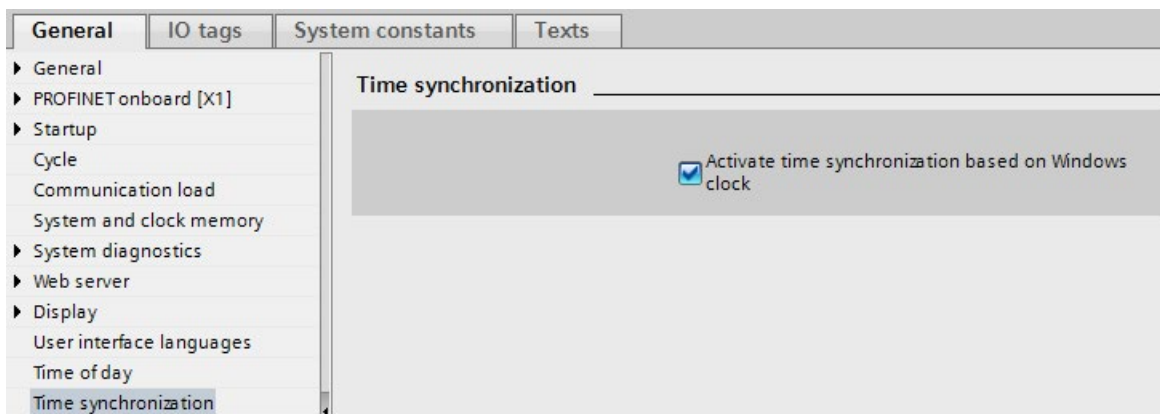 General IO tags System constants Texts
General
PROFINET onboard [X1]
Startup
Cycle
Communication load
System and clock memory
System diagnostics
Web server
Display
User interface languages
Time of day
Time synchronization
Time synchronization
Activate time synchronization based on Windows
clock